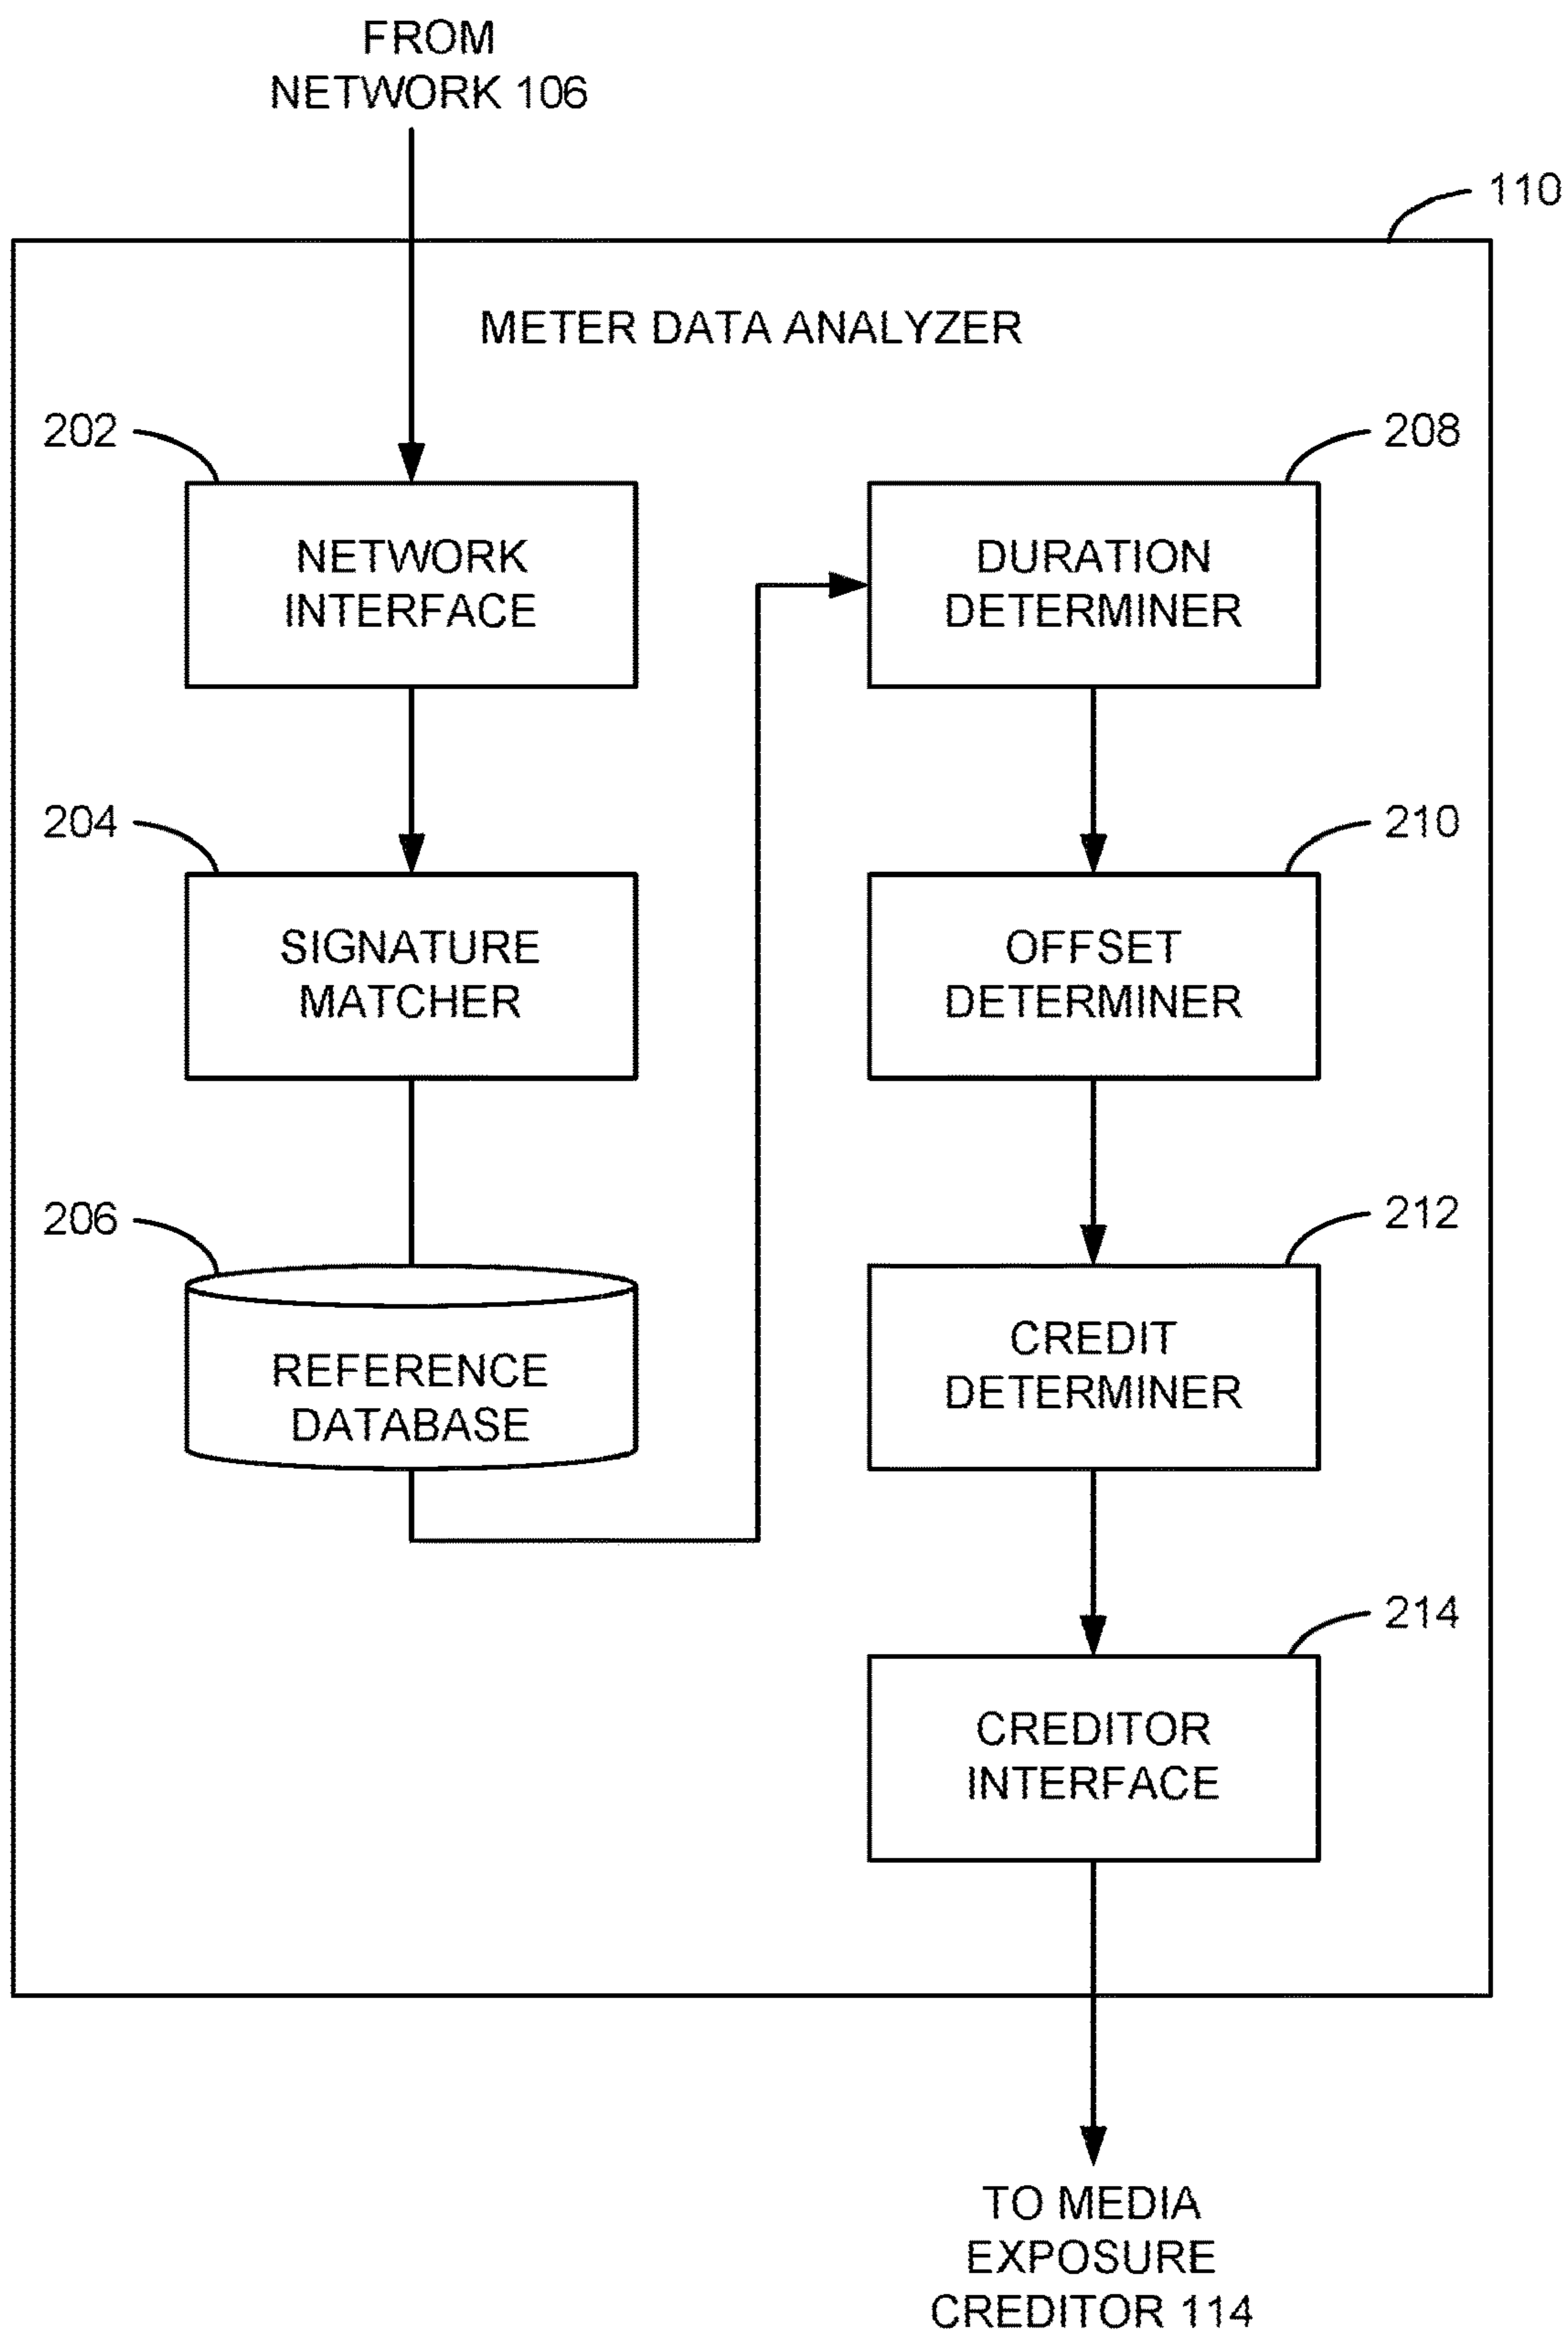 FROM
NETWORK 106
110
METER DATA ANALYZER
202
NETWORK
INTERFACE
204
SIGNATURE
MATCHER
206
REFERENCE
DATABASE
208
DURATION
DETERMINER
210
OFFSET
DETERMINER
212
CREDIT
DETERMINER
214
CREDITOR
INTERFACE
TO MEDIA
EXPOSURE
CREDITOR 114